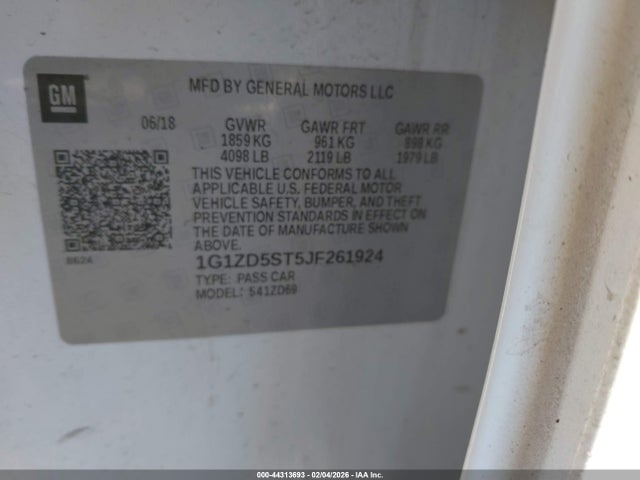 GM
MFD BY GENERAL MOTORS LLC
06/18 GVWR GAWR FRT GAWR RR
1859 KG 961 KG 898 KG
4098 LB 2119 LB 1979 LB
THIS VEHICLE CONFORMS TO ALL
APPLICABLE U.S. FEDERAL MOTOR
VEHICLE SAFETY, BUMPER, AND THEFT
PREVENTION STANDARDS IN EFFECT ON
THE DATE OF MANUFACTURE SHOWN
ABOVE.
8624
1G1ZD5ST5JF261924
TYPE: PASS CAR
MODEL: 541ZD69
000-44313693 - 02/04/2026 - IAA Inc.